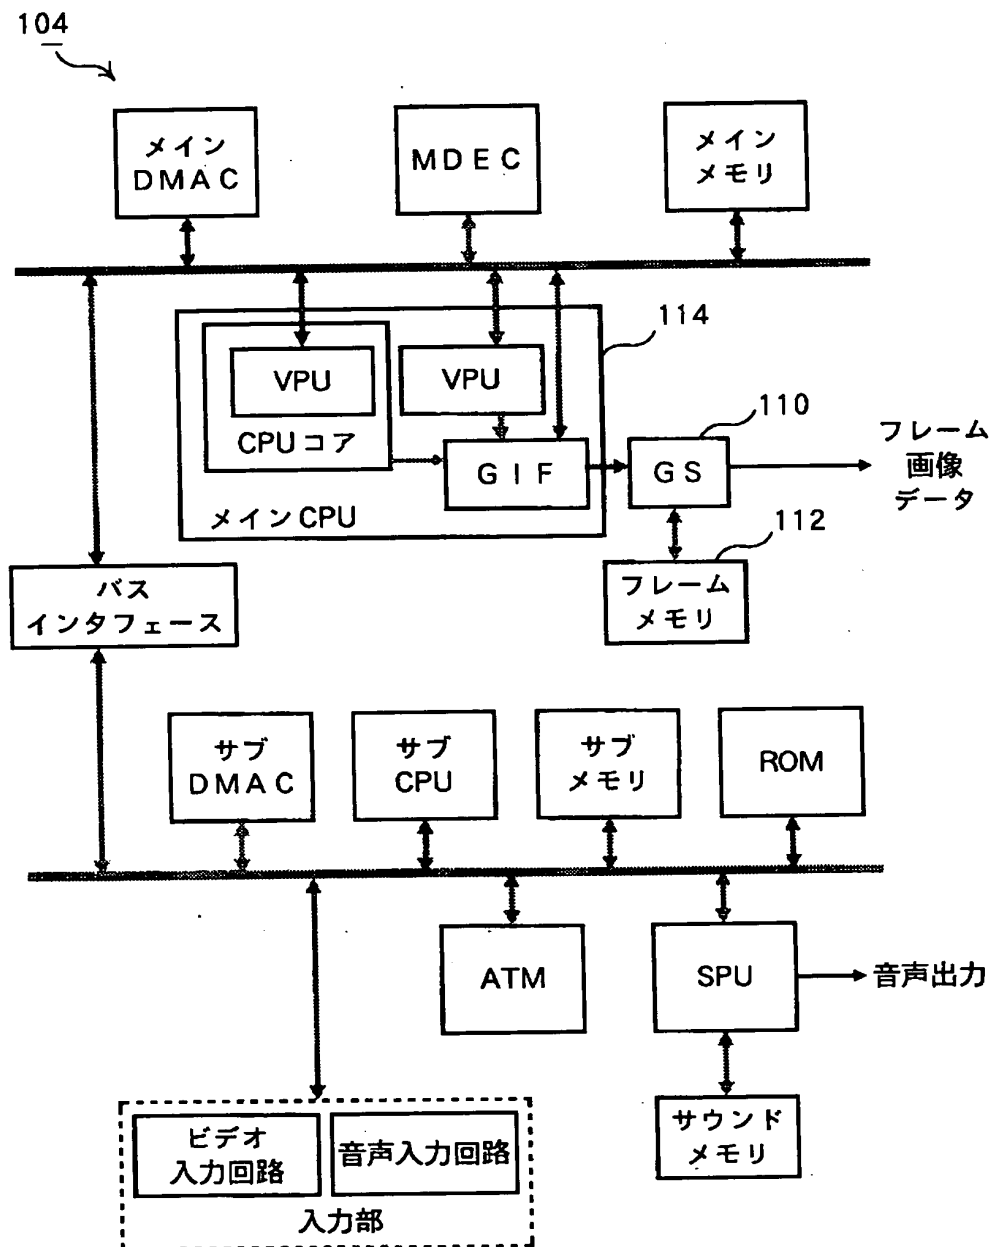 104
メイン
DMAC
MDEC
メイン
メモリ
114
VPU
VPU
CPUコア
GIF
メインCPU
110
GS
フレーム
画像
データ
112
フレーム
メモリ
バス
インタフェース
サブ
DMAC
サブ
CPU
サブ
メモリ
ROM
ATM
SPU
音声出力
サウンド
メモリ
ビデオ
入力回路
音声入力回路
入力部